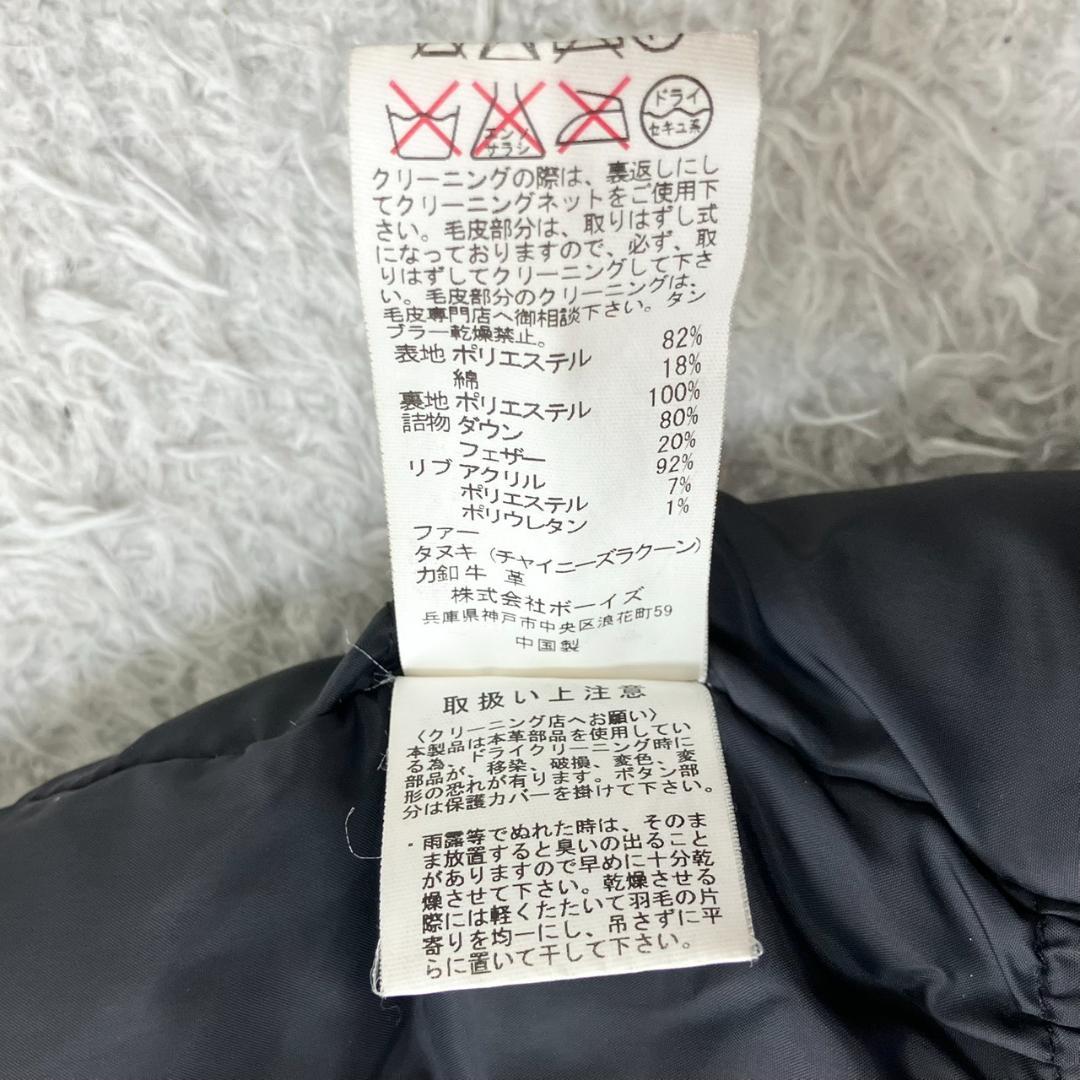 エンソ
サラシ
ドライ
セキユ系
クリーニングの際は、裏返しにし
てクリーニングネットをご使用下
さい。毛皮部分は、取りはずし式
になっておりますので、必ず、取
りはずしてクリーニングして下さ
い。毛皮部分のクリーニングは、
毛皮専門店へ御相談下さい。タン
ブラー乾燥禁止。
表地 ポリエステル 82%
綿 18%
裏地 ポリエステル 100%
詰物 ダウン 80%
フェザー 20%
リブ アクリル 92%
ポリエステル 7%
ポリウレタン 1%
ファー
タヌキ (チャイニーズラクーン)
力釦 牛 革
株式会社ボーイズ
兵庫県神戸市中央区浪花町59
中国製
取扱い上注意
〈クリーニング店へお願い〉
本製品は本革部品を使用してい
る為、ドライクリーニング時に
部品が、移染、破損、変色、変
形の恐れが有ります。ボタン部
分は保護カバーを掛けて下さい。
・雨露等でぬれた時は、そのま
ま放置すると臭いの出ること
がありますので早めに十分乾
燥させて下さい。乾燥させる
際には軽くたたいて羽毛の片
寄りを均一にし、吊さずに平
らに置いて干して下さい。